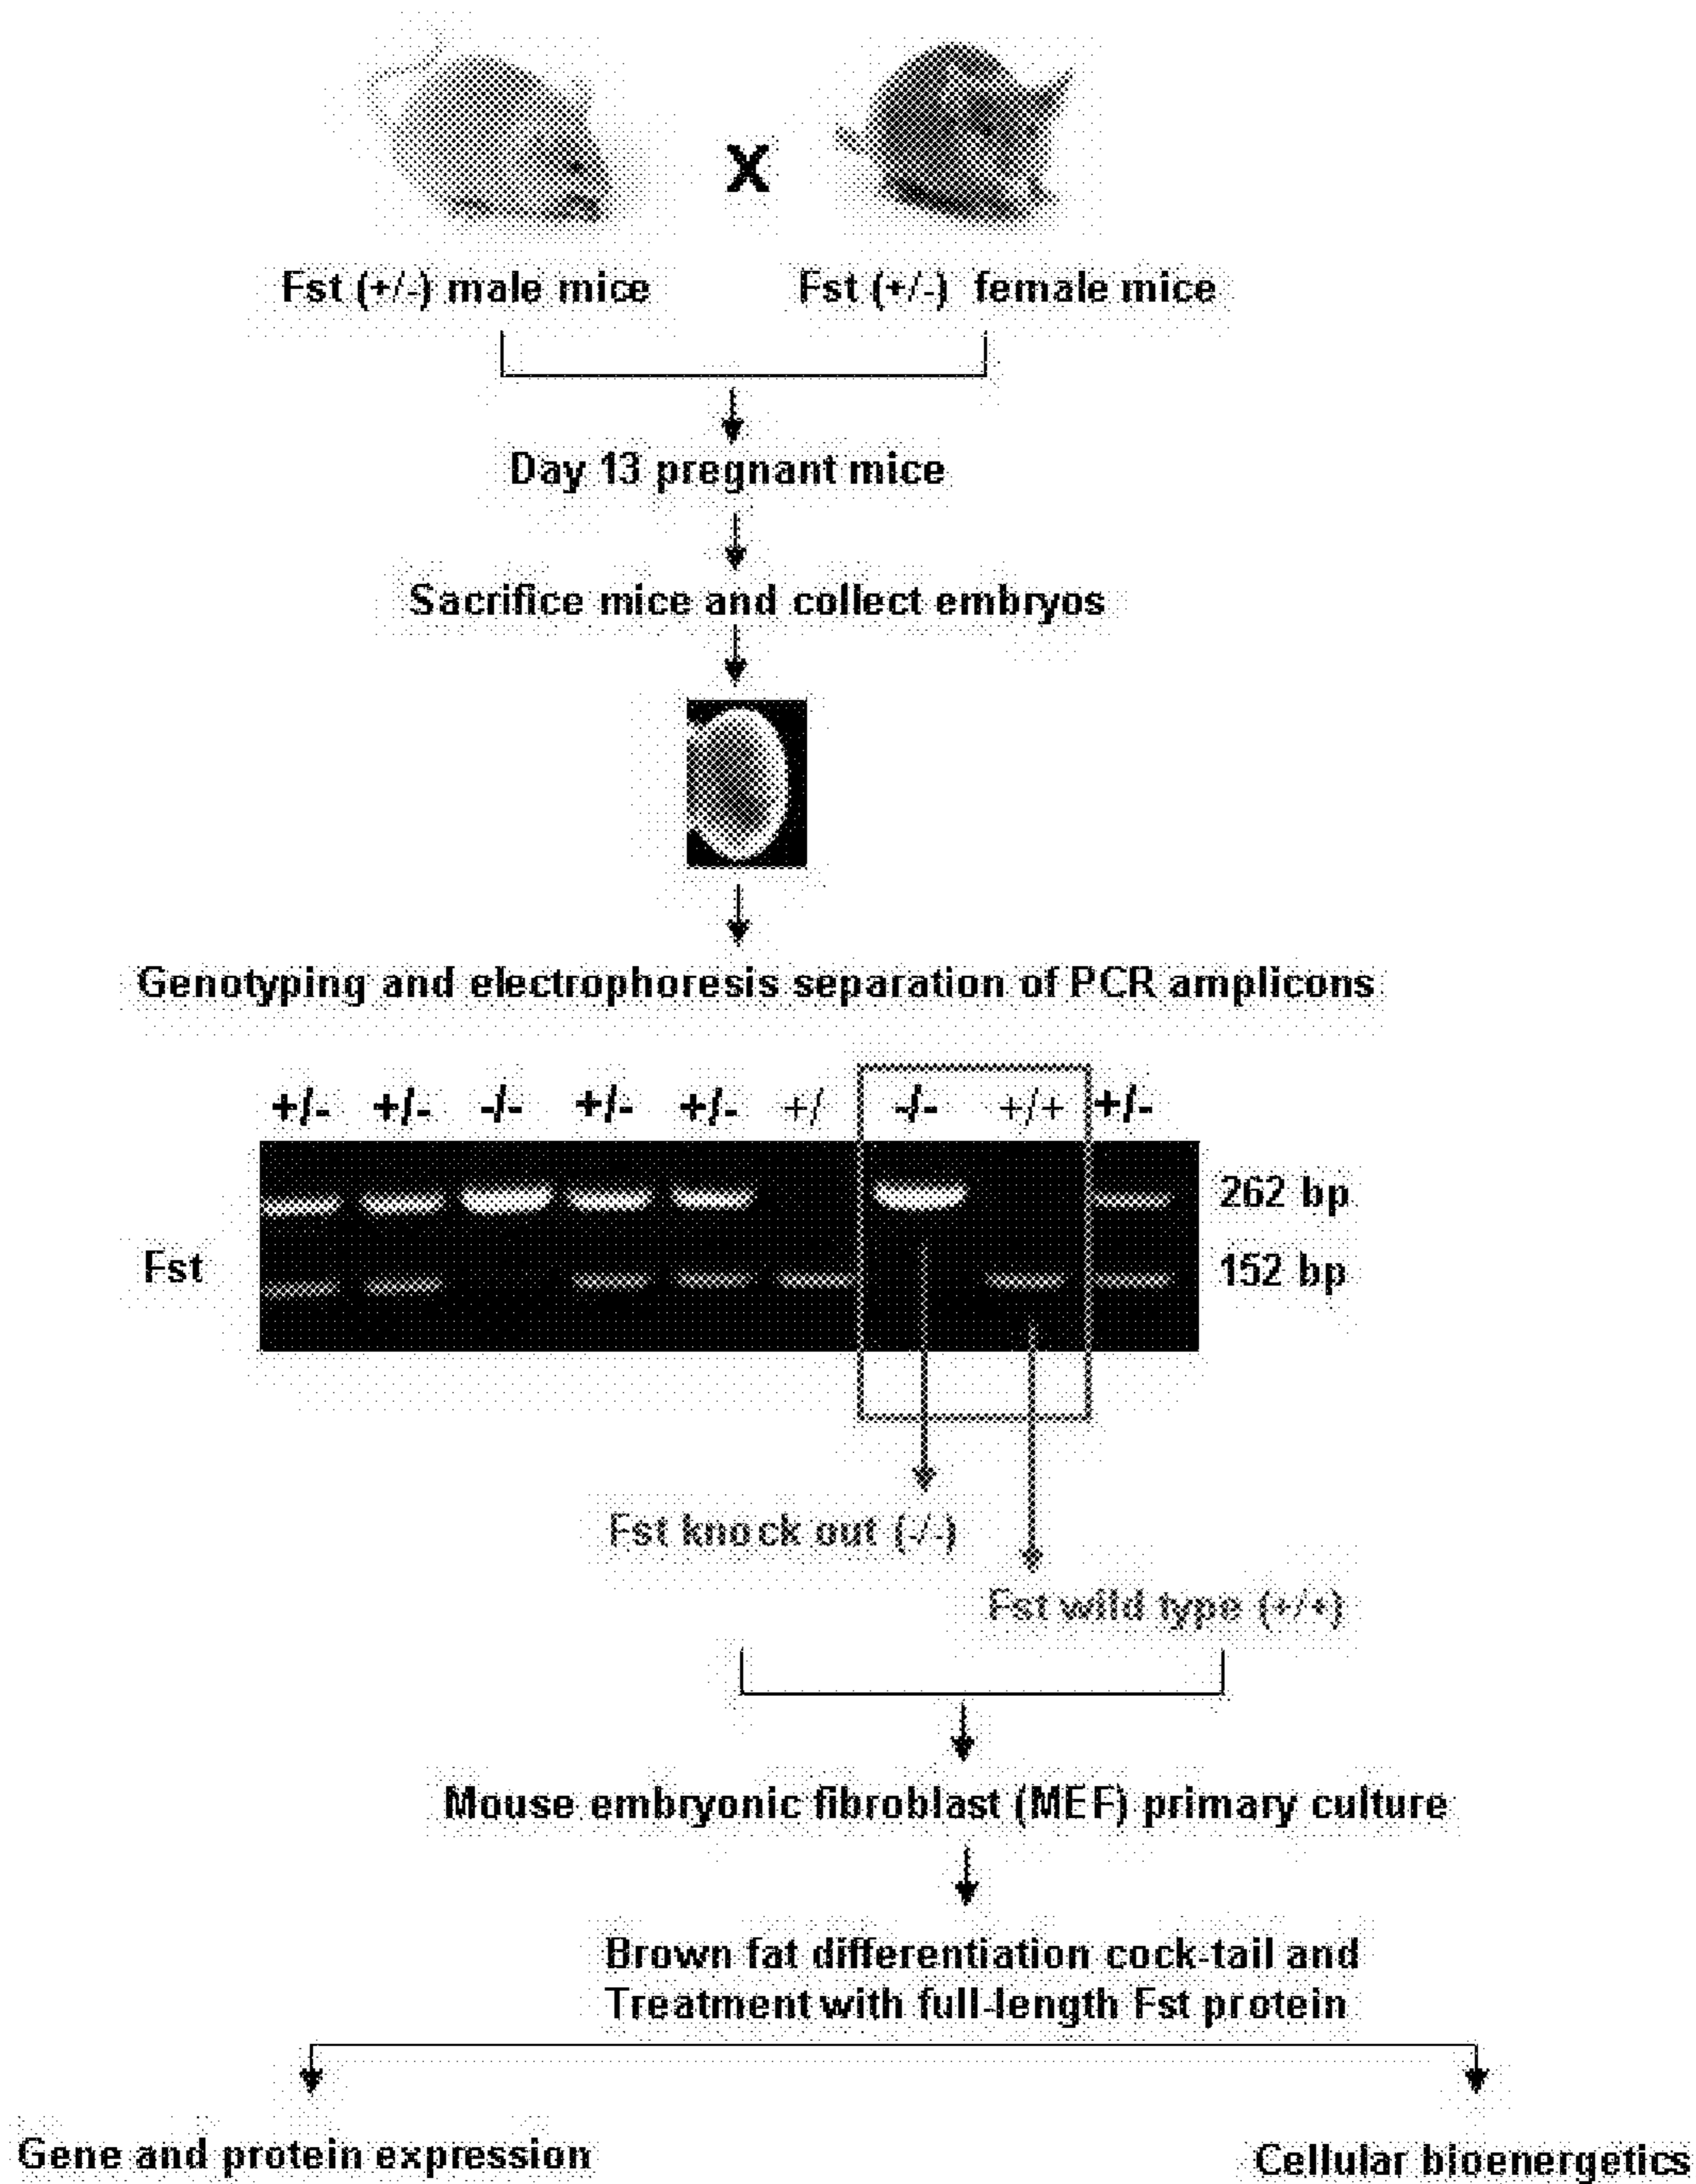 X
Fst (+/-) male mice
Fst (+/-) female mice
Day 13 pregnant mice
Sacrifice mice and collect embryos
Genotyping and electrophoresis separation of PCR amplicons
+/- +/- -/- +/- +/- +/ -/- +/+ +/-
262 bp
Fst
152 bp
Fst knock out (-/-)
Fst wild type (+/+)
Mouse embryonic fibroblast (MEF) primary culture
Brown fat differentiation cock-tail and
Treatment with full-length Fst protein
Gene and protein expression
Cellular bioenergetics